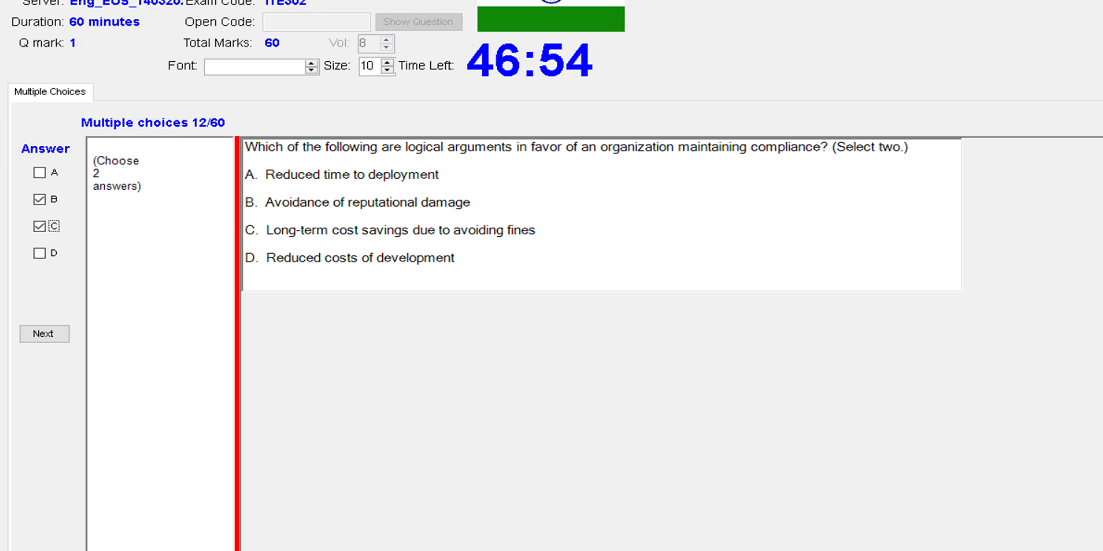 Server: Eng_EOS_140320. Exam Code: ITE302
Duration: 60 minutes Open Code: Show Question
Q mark: 1 Total Marks: 60 Vol: 8
Font: Size: 10 Time Left: 46:54
Multiple Choices
Multiple choices 12/60
Answer
A
B
C
D
Next
(Choose
2
answers)
Which of the following are logical arguments in favor of an organization maintaining compliance? (Select two.)
A. Reduced time to deployment
B. Avoidance of reputational damage
C. Long-term cost savings due to avoiding fines
D. Reduced costs of development